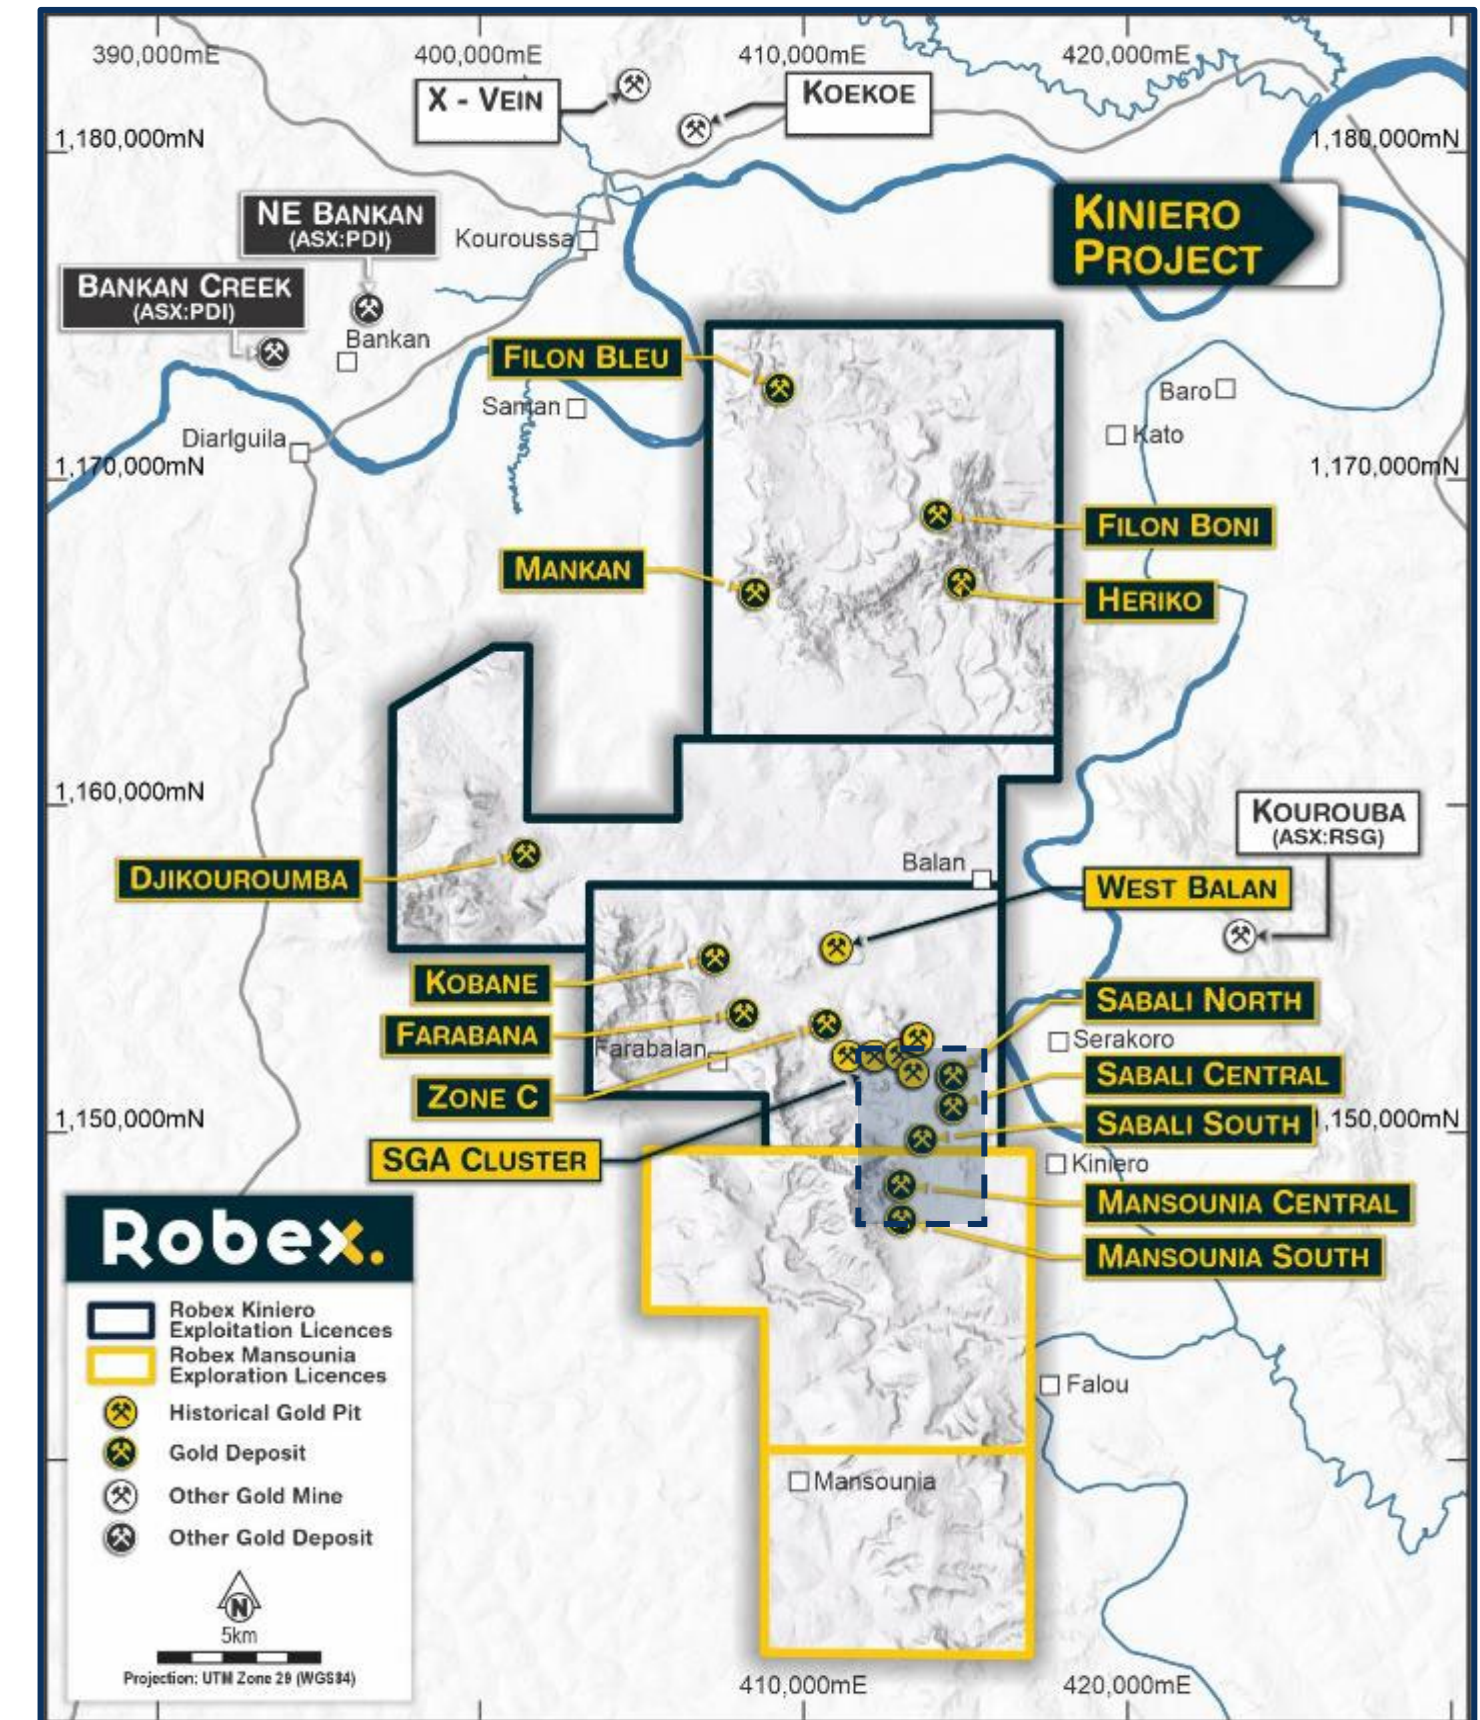 390,000mE
400,000mE
410,000mE
420,000mE
X - VEIN
KOEKOE
1,180,000mN
1,180,000mN
NE BANKAN
(ASX:PDI)
Kouroussa
KINIERO
PROJECT
BANKAN CREEK
(ASX:PDI)
Bankan
FILON BLEU
Saman
Baro
Diarlguila
Kato
1,170,000mN
1,170,000mN
FILON BONI
MANKAN
HERIKO
1,160,000mN
KOUROUBA
(ASX:RSG)
Balan
DJIKOUROUMBA
WEST BALAN
KOBANE
SABALI NORTH
FARABANA
Farabalan
Serakoro
SABALI CENTRAL
ZONE C
1,150,000mN
SABALI SOUTH
1,150,000mN
SGA CLUSTER
Kiniero
MANSOUNIA CENTRAL
MANSOUNIA SOUTH
Robex.
Robex Kiniero
Exploitation Licences
Robex Mansounia
Exploration Licences
Historical Gold Pit
Gold Deposit
Other Gold Mine
Other Gold Deposit
N
5km
Projection: UTM Zone 29 (WGS84)
Falou
Mansounia
410,000mE
420,000mE